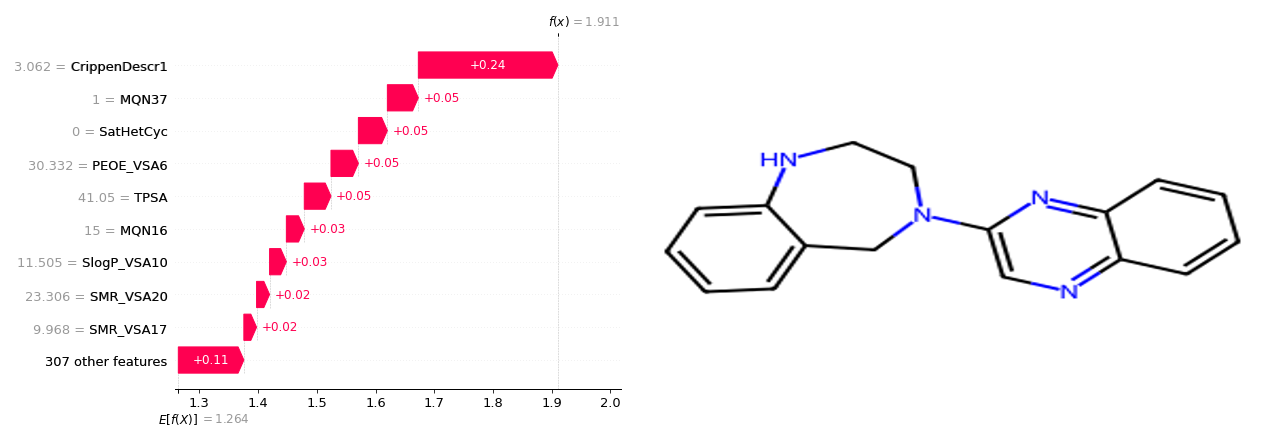 f(x) = 1.911
3.062 = CrippenDescr1
+0.24
1 = MQN37
+0.05
0 = SatHetCyc
+0.05
30.332 = PEOE_VSA6
+0.05
41.05 = TPSA
+0.05
15 = MQN16
+0.03
11.505 = SlogP_VSA10
+0.03
23.306 = SMR_VSA20
+0.02
9.968 = SMR_VSA17
+0.02
307 other features
+0.11
1.3 1.4 1.5 1.6 1.7 1.8 1.9 2.0
E[f(X)] = 1.264
HN
N
N
N